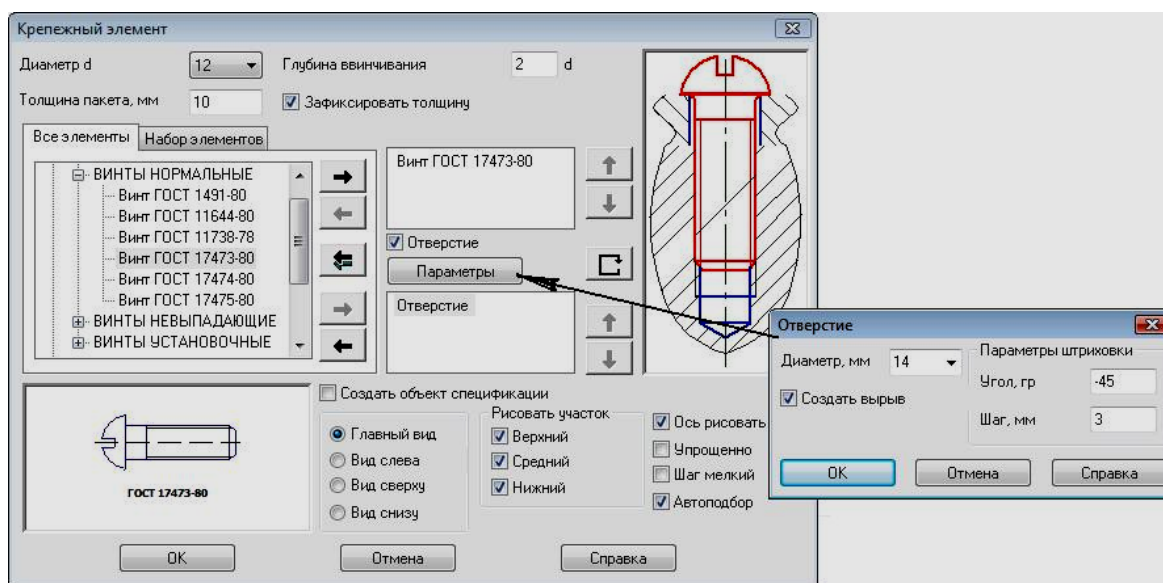 Крепежный элемент
Диаметр d 12 Глубина ввинчивания 2 d
Толщина пакета, мм 10 Зафиксировать толщину
Все элементы Набор элементов
ВИНТЫ НОРМАЛЬНЫЕ
Винт ГОСТ 1491-80
Винт ГОСТ 11644-80
Винт ГОСТ 11738-78
Винт ГОСТ 17473-80
Винт ГОСТ 17474-80
Винт ГОСТ 17475-80
ВИНТЫ НЕВЫПАДАЮЩИЕ
ВИНТЫ УСТАНОВОЧНЫЕ
Винт ГОСТ 17473-80
Отверстие
Параметры
Отверстие
ГОСТ 17473-80
Создать объект спецификации
Главный вид
Вид слева
Вид сверху
Вид снизу
Рисовать участок
Верхний
Средний
Нижний
Ось рисовать
Упрощенно
Шаг мелкий
Автоподбор
OK Отмена Справка
Отверстие
Диаметр, мм 14
Создать вырыв
Параметры штриховки
Угол, гр -45
Шаг, мм 3
OK Отмена Справка